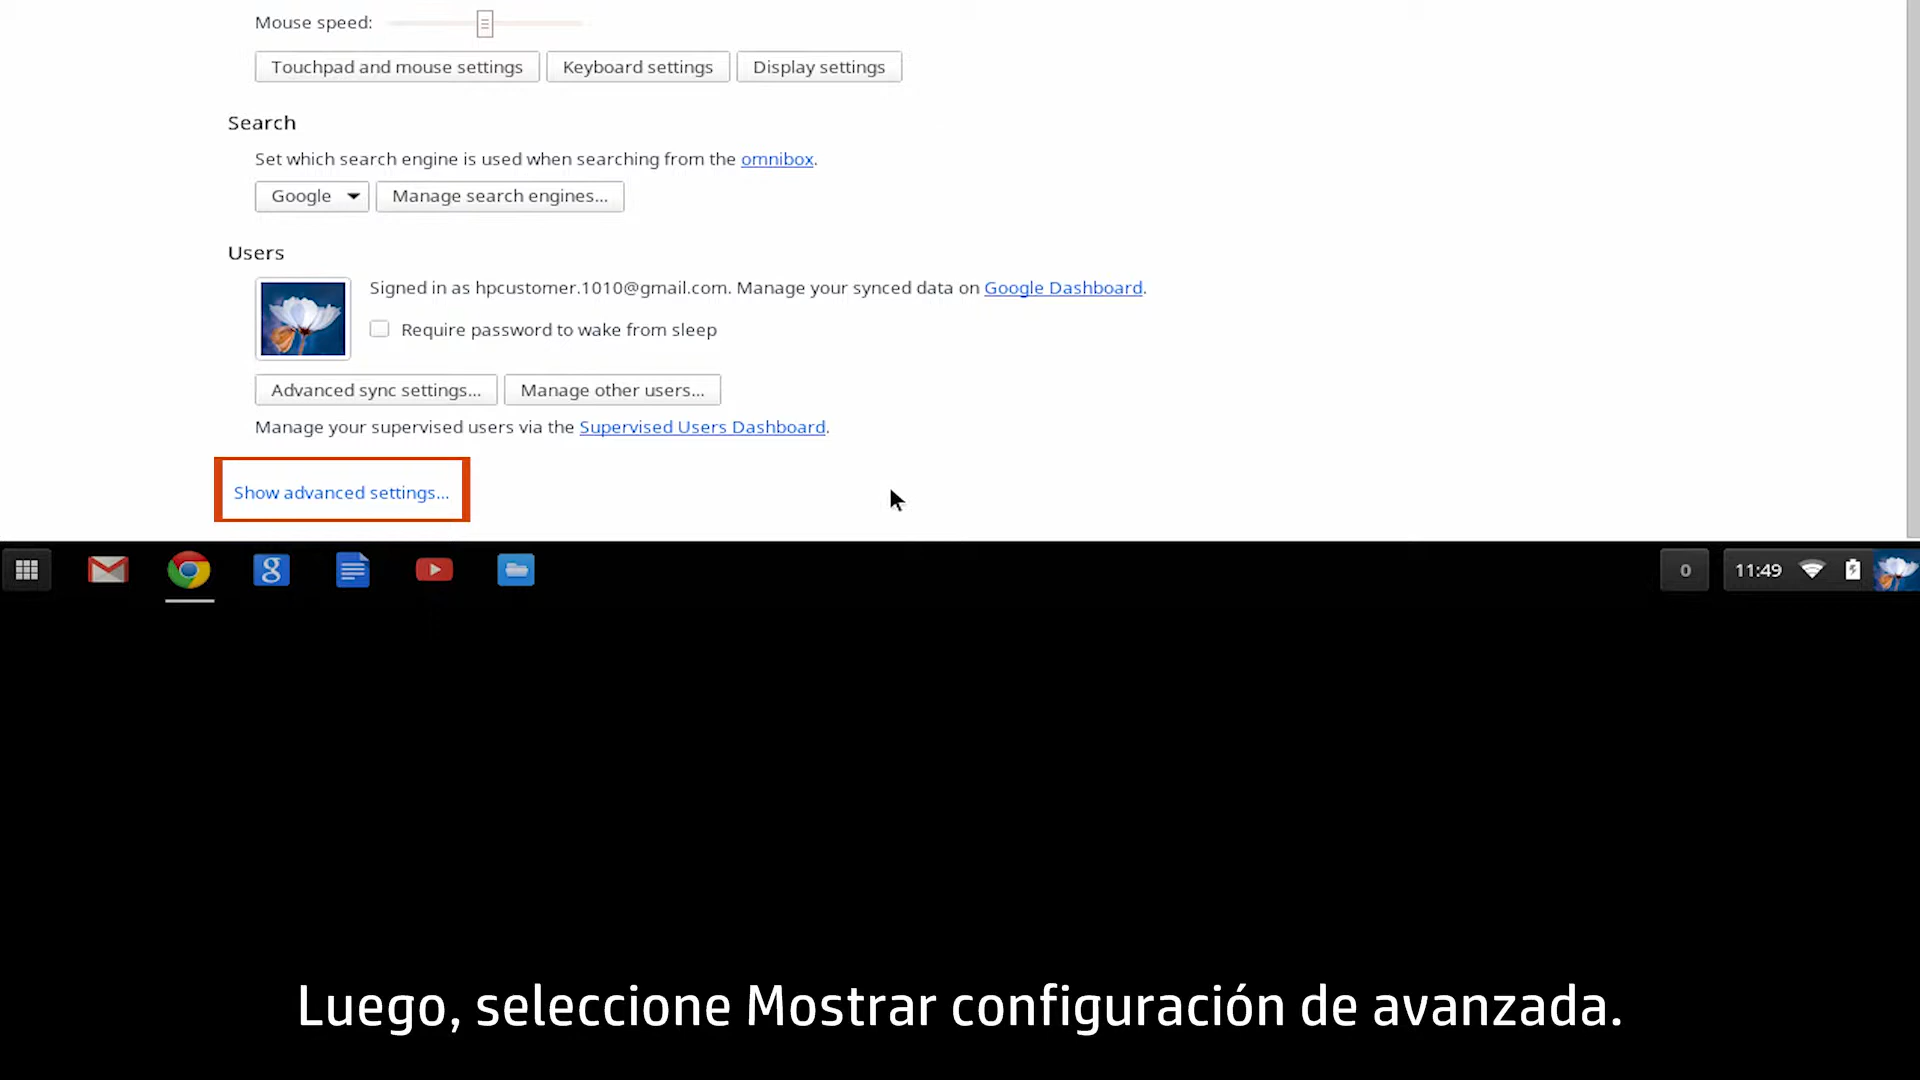 Mouse speed:
Touchpad and mouse settings Keyboard settings Display settings
Search
Set which search engine is used when searching from the omnibox.
Google Manage search engines...
Users
Signed in as hpcustomer.1010@gmail.com. Manage your synced data on Google Dashboard.
Require password to wake from sleep
Advanced sync settings... Manage other users...
Manage your supervised users via the Supervised Users Dashboard.
Show advanced settings...
8 0 11:49
Luego, seleccione Mostrar configuración de avanzada.